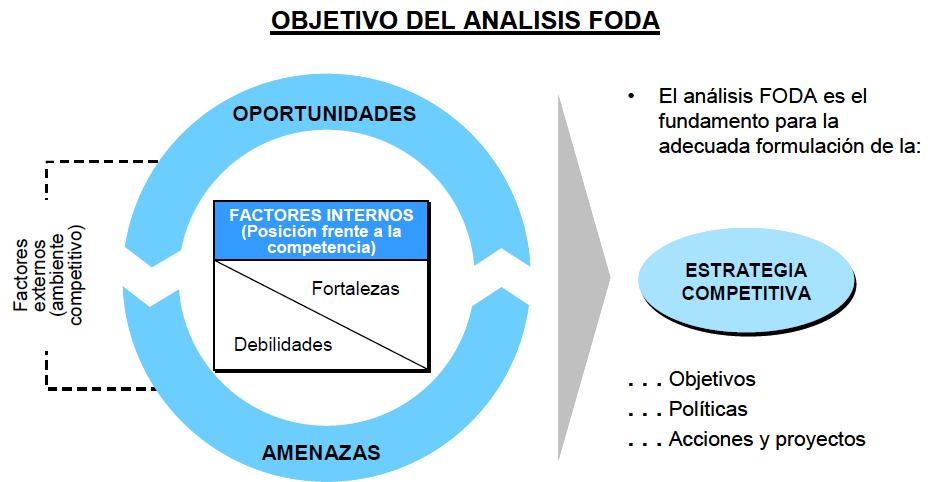 OBJETIVO DEL ANALISIS FODA
OPORTUNIDADES
Factores
externos
(ambiente
competitivo)
FACTORES INTERNOS
(Posición frente a la
competencia)
Fortalezas
Debilidades
AMENAZAS
• El análisis FODA es el
fundamento para la
adecuada formulación de la:
ESTRATEGIA
COMPETITIVA
. . . Objetivos
. . . Políticas
. . . Acciones y proyectos